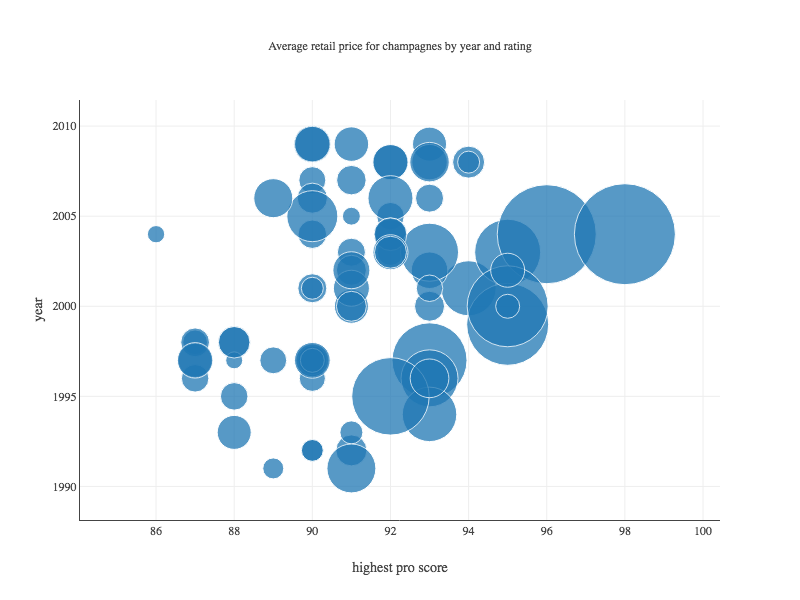 Average retail price for champagnes by year and rating
2010
2005
2000
1995
1990
year
86 88 90 92 94 96 98 100
highest pro score